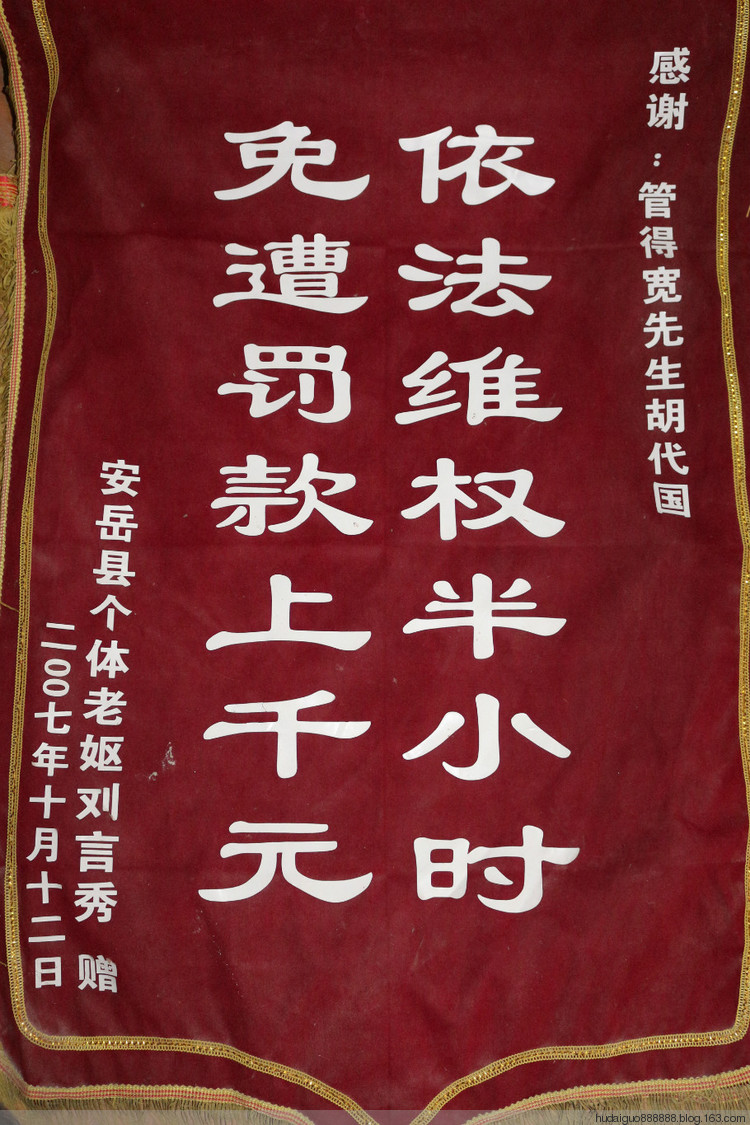 感谢：管得宽先生胡代国
依法维权半小时
免遭罚款上千元
安岳县个体老妪刘言秀 赠
二00七年十月十二日
hudaiguo888888.blog.163.com